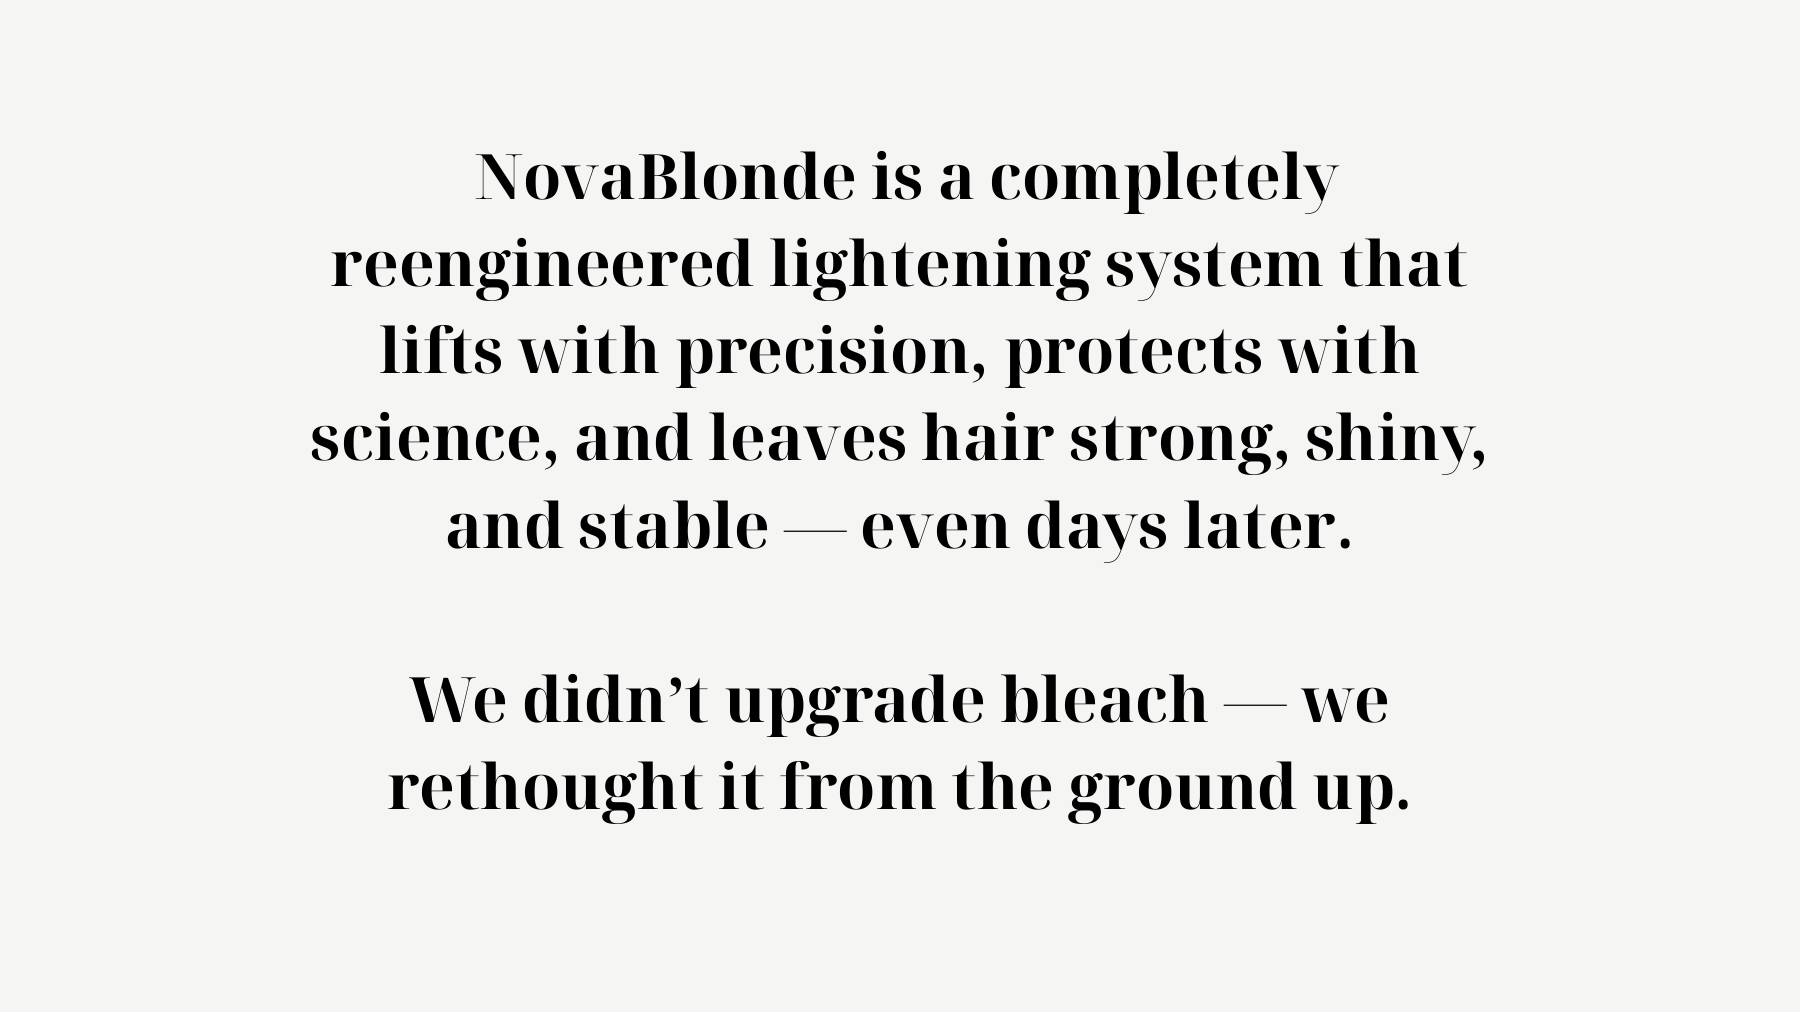 NovaBlonde is a completely
reengineered lightening system that
lifts with precision, protects with
science, and leaves hair strong, shiny,
and stable — even days later.
We didn’t upgrade bleach — we
rethought it from the ground up.